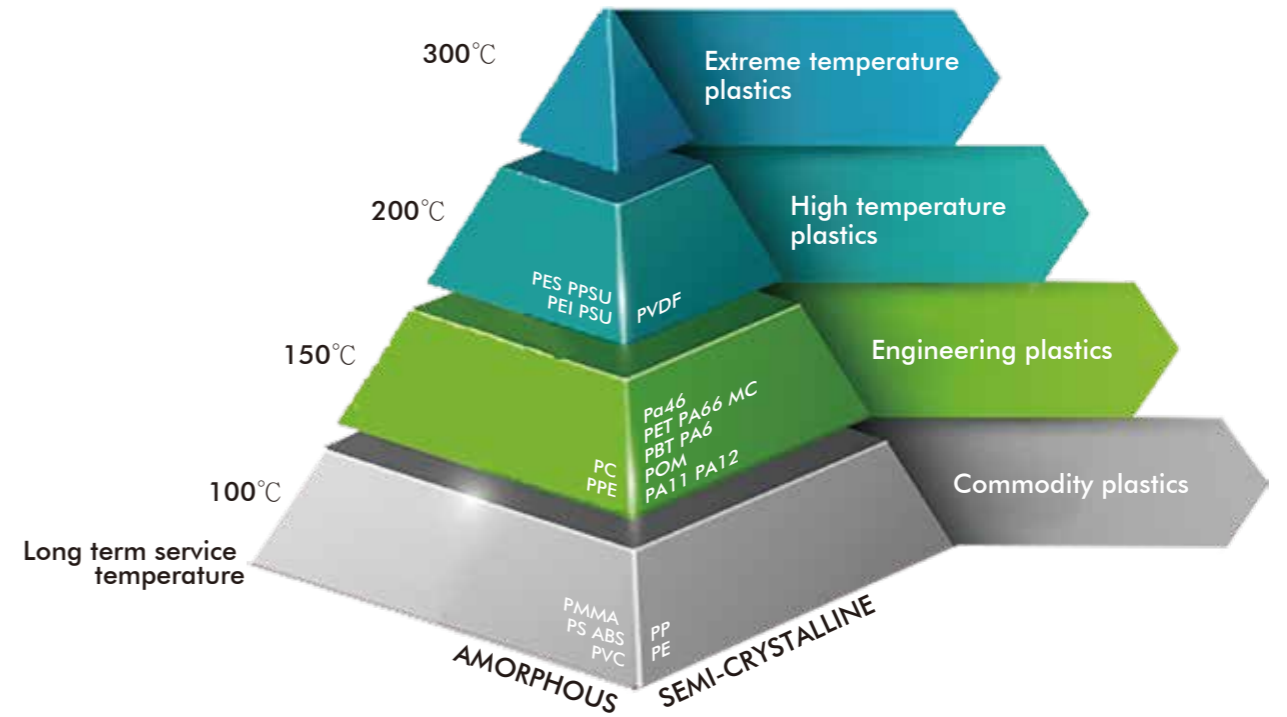 300℃
Extreme temperature
plastics
200℃
High temperature
plastics
PES PPSU
PEI PSU
PVDF
150℃
Engineering plastics
Pa46
PET PA66 MC
PBT PA6
POM
PA11 PA12
PC
PPE
100℃
Commodity plastics
Long term service
temperature
PMMA
PS ABS
PVC
PP
PE
AMORPHOUS
SEMI-CRYSTALLINE